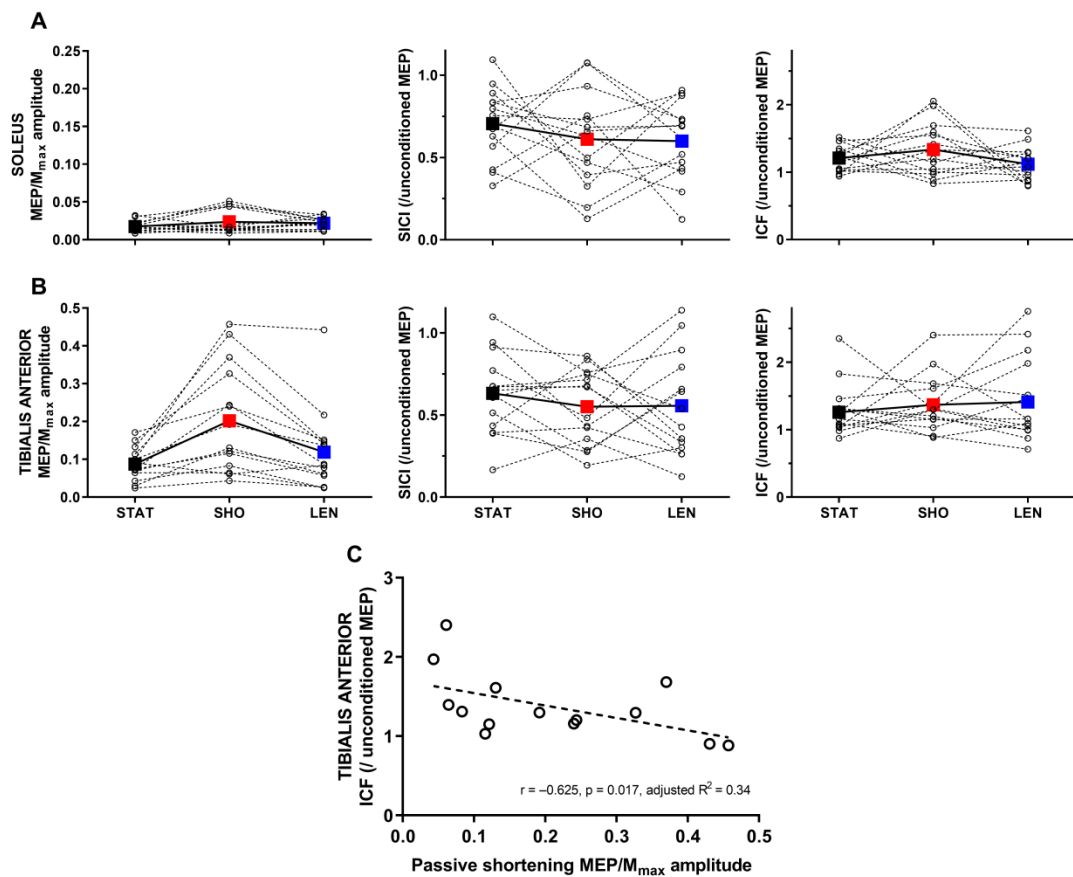 A
SOLEUS
MEP/Mmax amplitude
0.25
0.20
0.15
0.10
0.05
0.00
SICI (/unconditioned MEP)
1.0
0.5
0.0
ICF (/unconditioned MEP)
2
1
0
B
TIBIALIS ANTERIOR
MEP/Mmax amplitude
0.5
0.4
0.3
0.2
0.1
0.0
STAT SHO LEN
SICI (/unconditioned MEP)
1.0
0.5
0.0
STAT SHO LEN
ICF (/unconditioned MEP)
2
1
0
STAT SHO LEN
C
TIBIALIS ANTERIOR
ICF (/ unconditioned MEP)
3
2
1
0
r = –0.625, p = 0.017, adjusted R² = 0.34
0.0 0.1 0.2 0.3 0.4 0.5
Passive shortening MEP/Mmax amplitude